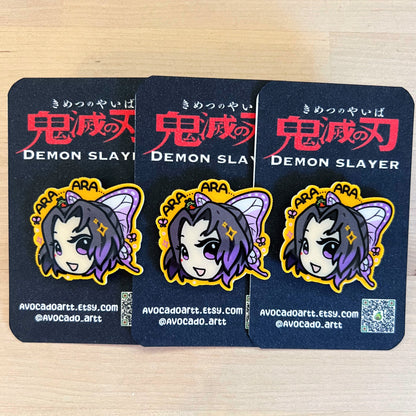 きめつのやいば
鬼滅の刃
DEMON SLAYER
ARA ARA
AVOCADOARTT.ETSY.COM
@AVOCADO_ARTT
きめつのやいば
鬼滅の刃
DEMON SLAYER
ARA ARA
AVOCADOARTT.ETSY.COM
@AVOCADO_ARTT
きめつのやいば
鬼滅の刃
DEMON SLAYER
ARA ARA
AVOCADOARTT.ETSY.COM
@AVOCADO_ARTT